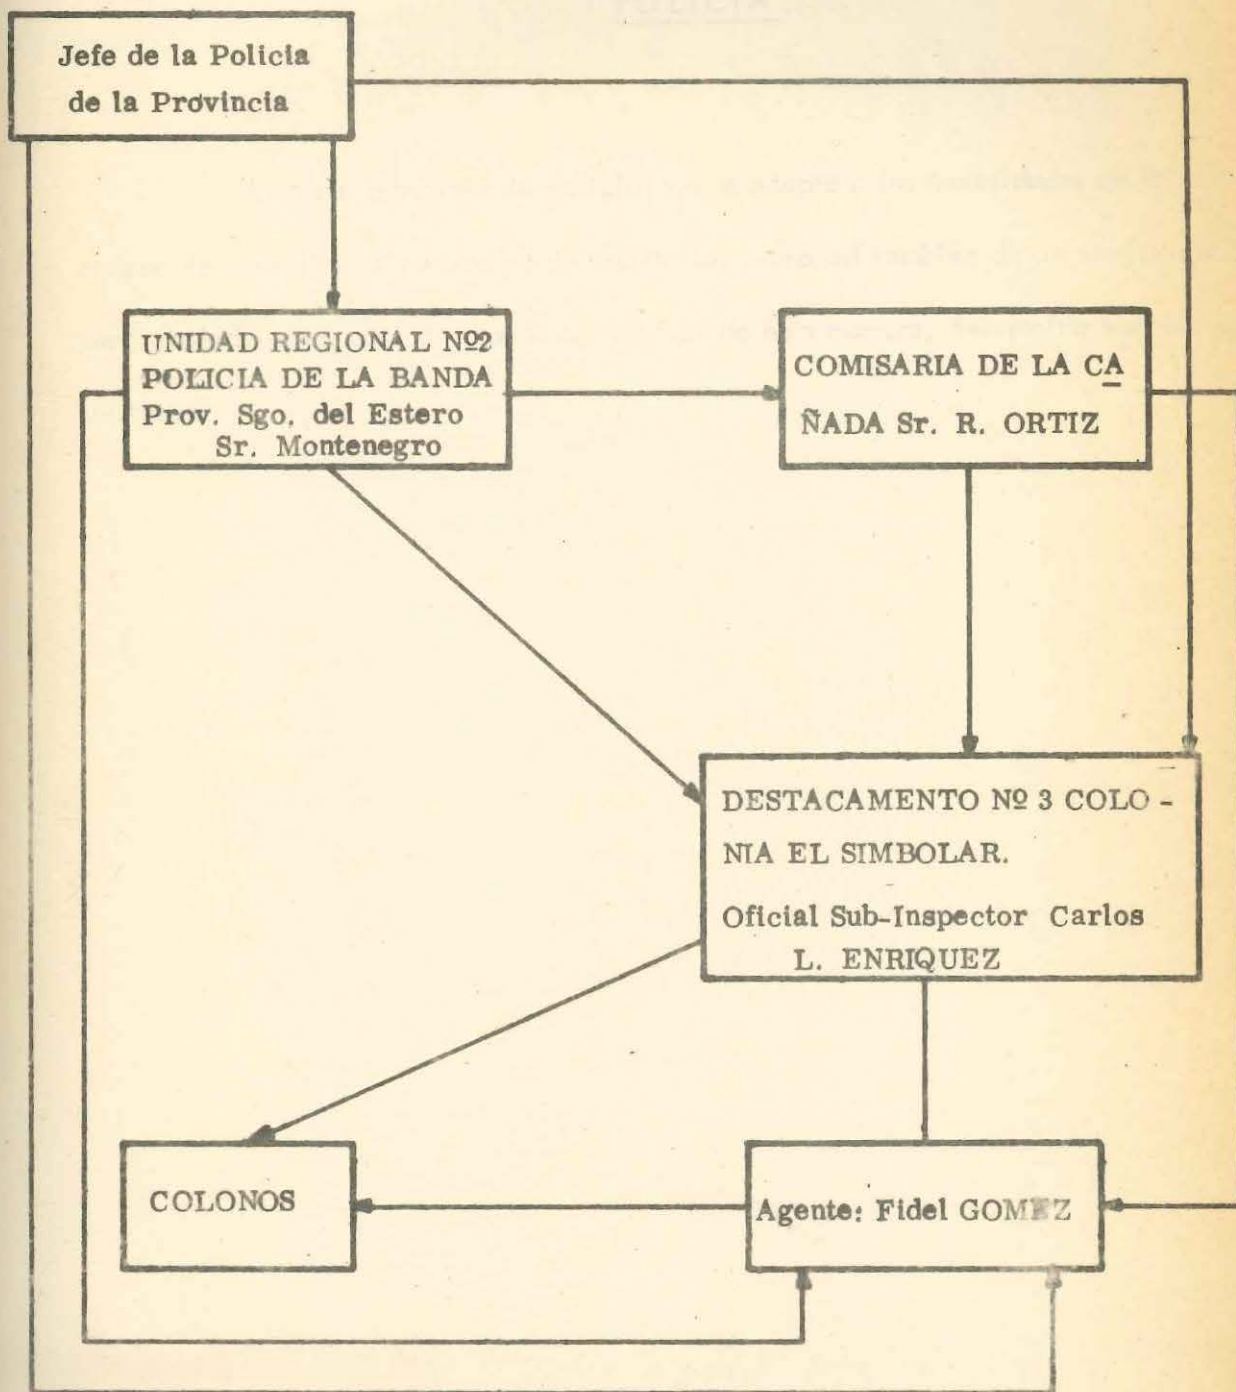 Jefe de la Policia
de la Provincia
UNIDAD REGIONAL Nº2
POLICIA DE LA BANDA
Prov. Sgo. del Estero
Sr. Montenegro
COMISARIA DE LA CA
ÑADA Sr. R. ORTIZ
DESTACAMENTO Nº 3 COLO -
NIA EL SIMBOLAR.
Oficial Sub-Inspector Carlos
L. ENRIQUEZ
COLONOS
Agente: Fidel GOMEZ